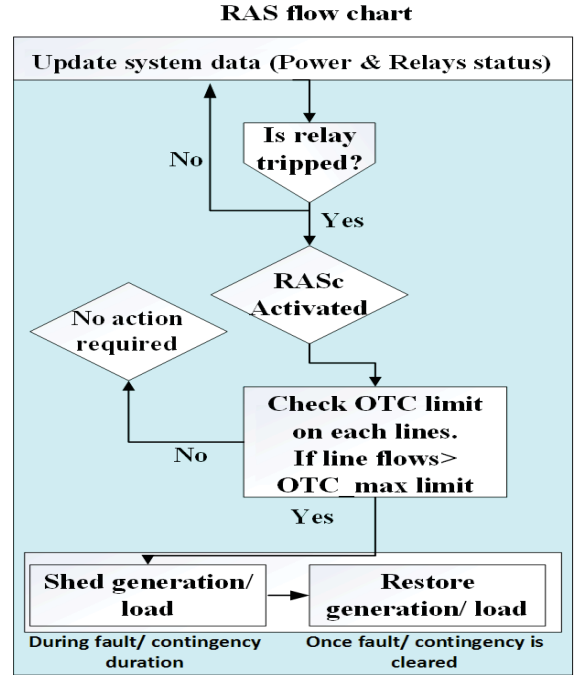 RAS flow chart
Update system data (Power & Relays status)
Is relay
tripped?
No
Yes
RASc
Activated
No action
required
Check OTC limit
on each lines.
If line flows>
OTC_max limit
No
Yes
Shed generation/
load
Restore
generation/ load
During fault/ contingency
duration
Once fault/ contingency is
cleared